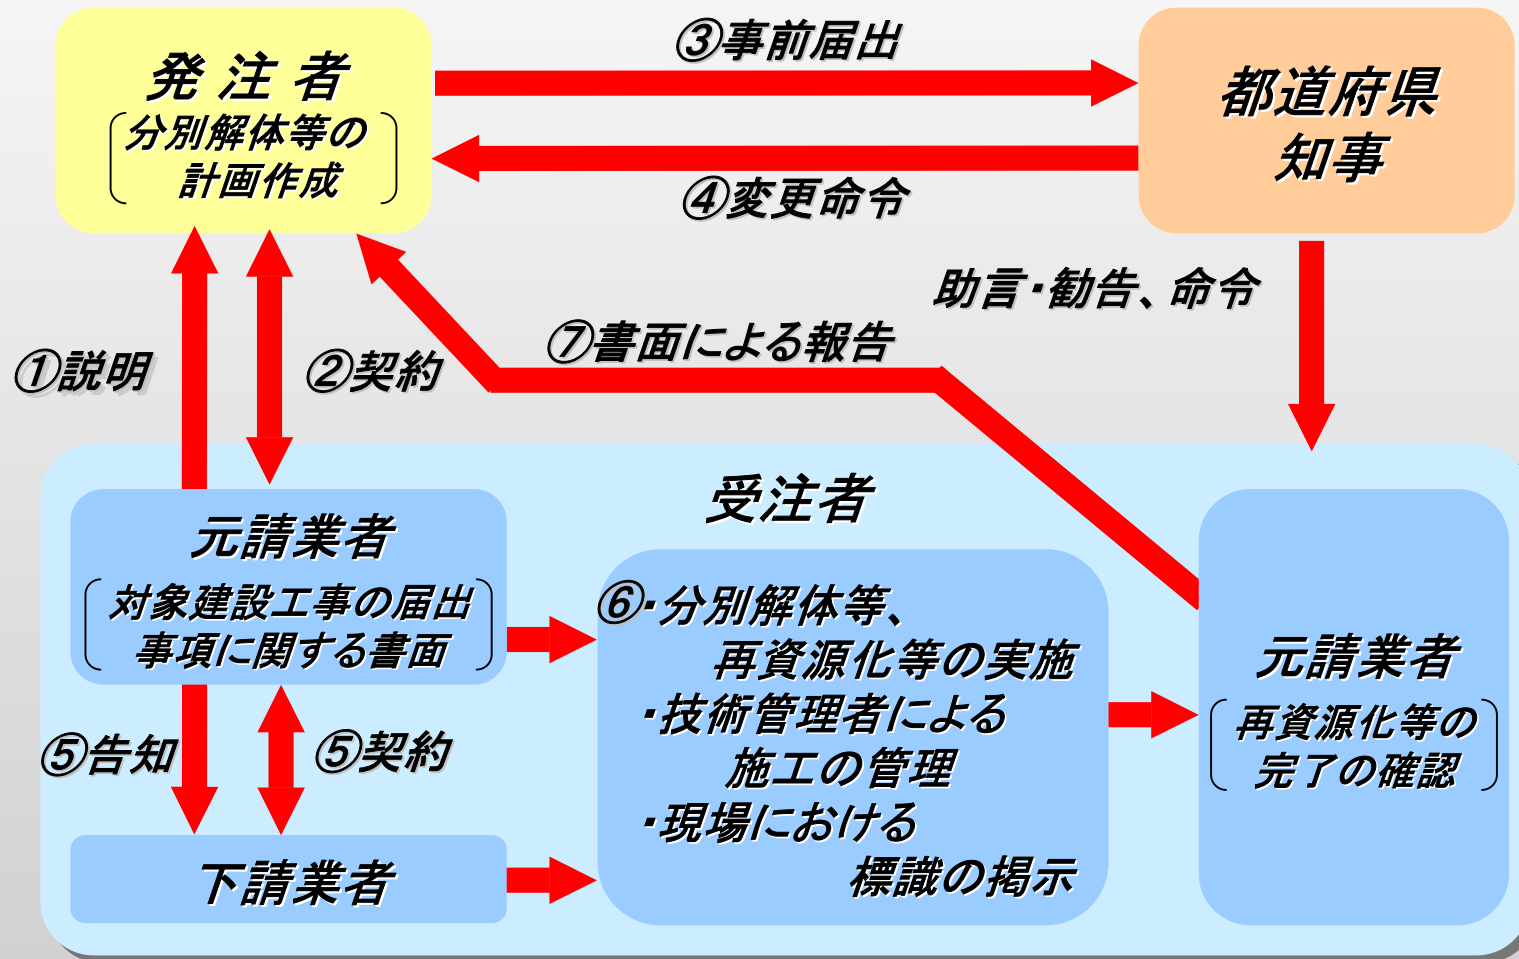 発 注 者
分別解体等の
計画作成
③事前届出
④変更命令
都道府県
知事
助言・勧告、命令
①説明
②契約
⑦書面による報告
受注者
元請業者
対象建設工事の届出
事項に関する書面
⑤告知
⑤契約
下請業者
⑥・分別解体等、
再資源化等の実施
・技術管理者による
施工の管理
・現場における
標識の掲示
元請業者
再資源化等の
完了の確認